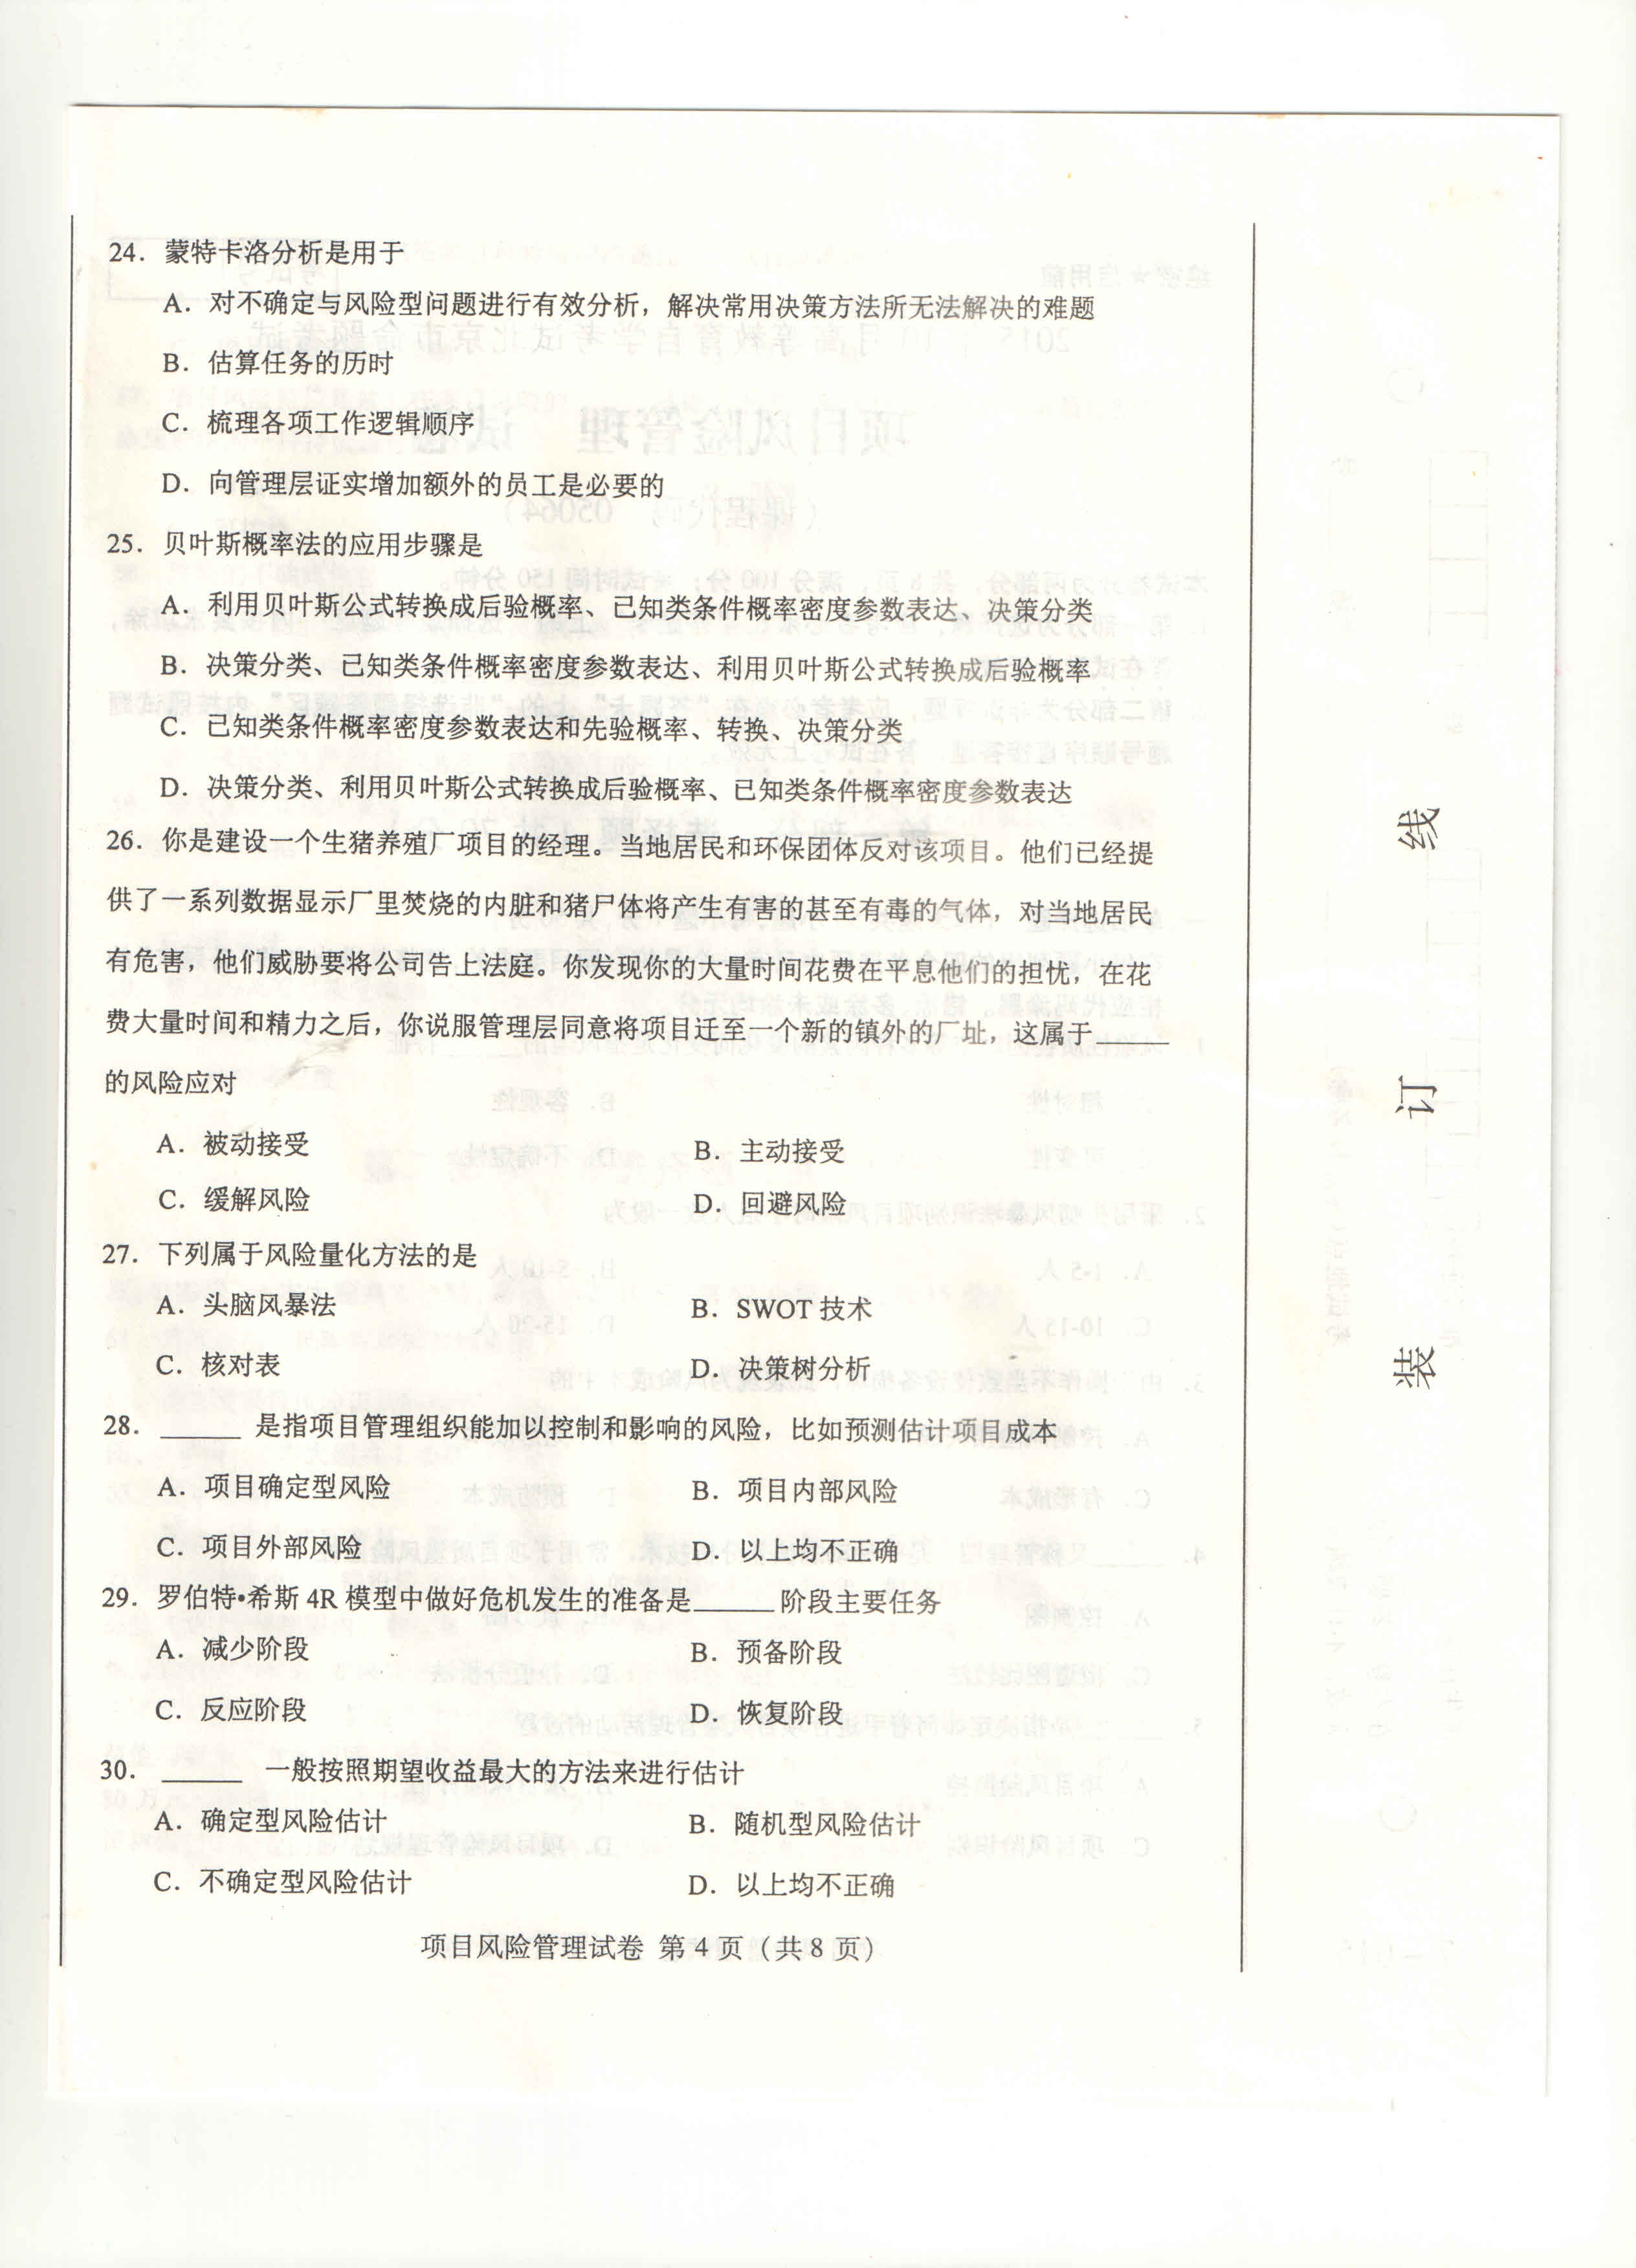 24．蒙特卡洛分析是用于
A．对不确定与风险型问题进行有效分析，解决常用决策方法所无法解决的难题
B．估算任务的历时
C．梳理各项工作逻辑顺序
D．向管理层证实增加额外的员工是必要的
25．贝叶斯概率法的应用步骤是
A．利用贝叶斯公式转换成后验概率、已知类条件概率密度参数表达、决策分类
B．决策分类、已知类条件概率密度参数表达、利用贝叶斯公式转换成后验概率
C．已知类条件概率密度参数表达和先验概率、转换、决策分类
D．决策分类、利用贝叶斯公式转换成后验概率、已知类条件概率密度参数表达
26．你是建设一个生猪养殖厂项目的经理。当地居民和环保团体反对该项目。他们已经提
供了一系列数据显示厂里焚烧的内脏和猪尸体将产生有害的甚至有毒的气体，对当地居民
有危害，他们威胁要将公司告上法庭。你发现你的大量时间花费在平息他们的担忧，在花
费大量时间和精力之后，你说服管理层同意将项目迁至一个新的镇外的厂址，这属于______
的风险应对
A．被动接受 B．主动接受
C．缓解风险 D．回避风险
27．下列属于风险量化方法的是
A．头脑风暴法 B．SWOT 技术
C．核对表 D．决策树分析
28．______ 是指项目管理组织能加以控制和影响的风险，比如预测估计项目成本
A．项目确定型风险 B．项目内部风险
C．项目外部风险 D．以上均不正确
29．罗伯特•希斯 4R 模型中做好危机发生的准备是______阶段主要任务
A．减少阶段 B．预备阶段
C．反应阶段 D．恢复阶段
30．______ 一般按照期望收益最大的方法来进行估计
A．确定型风险估计 B．随机型风险估计
C．不确定型风险估计 D．以上均不正确
项目风险管理试卷 第 4 页（共 8 页）
线
订
装